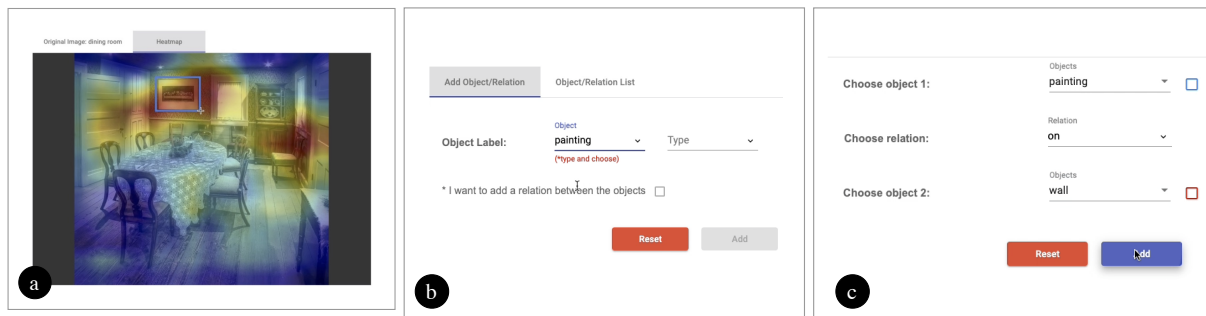 Original Image: dining room Heatmap
a
Add Object/Relation Object/Relation List
Object Label:
Object
painting
Type
(*type and choose)
* I want to add a relation between the objects
Reset Add
b
Choose object 1:
Objects
painting
Choose relation:
Relation
on
Choose object 2:
Objects
wall
Reset Add
c